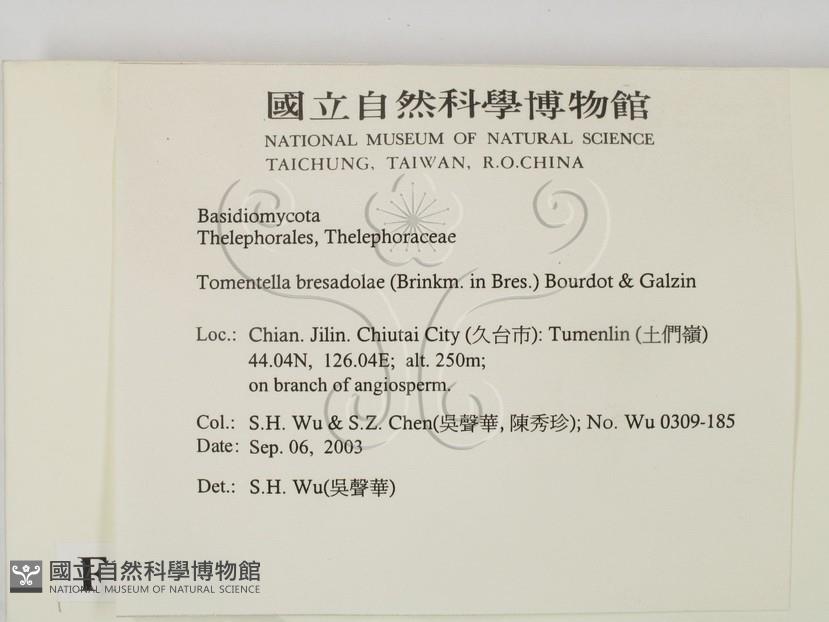 國立自然科學博物館
NATIONAL MUSEUM OF NATURAL SCIENCE
TAICHUNG, TAIWAN, R.O.CHINA
Basidiomycota
Thelephorales, Thelephoraceae
Tomentella bresadolae (Brinkm. in Bres.) Bourdot & Galzin
Loc.: Chian. Jilin. Chiutai City (久台市): Tumenlin (土們嶺)
44.04N, 126.04E; alt. 250m;
on branch of angiosperm.
Col.: S.H. Wu & S.Z. Chen(吳聲華, 陳秀珍); No. Wu 0309-185
Date: Sep. 06, 2003
Det.: S.H. Wu(吳聲華)
F
國立自然科學博物館
NATIONAL MUSEUM OF NATURAL SCIENCE